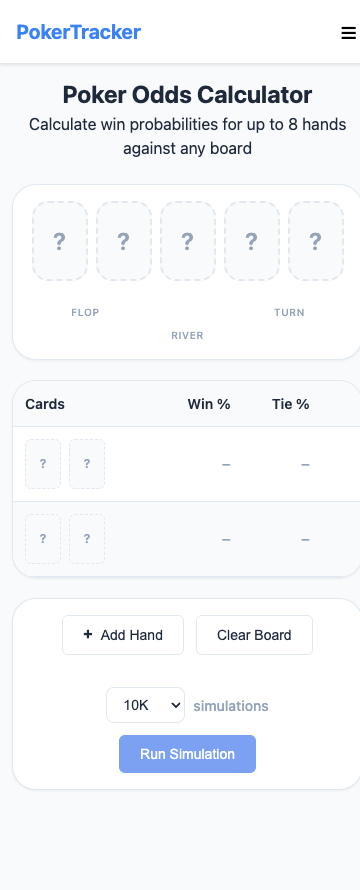 PokerTracker
Poker Odds Calculator
Calculate win probabilities for up to 8 hands
against any board
? ? ? ? ?
FLOP TURN
RIVER
Cards Win % Tie %
? ? – –
? ? – –
+ Add Hand Clear Board
10K simulations
Run Simulation